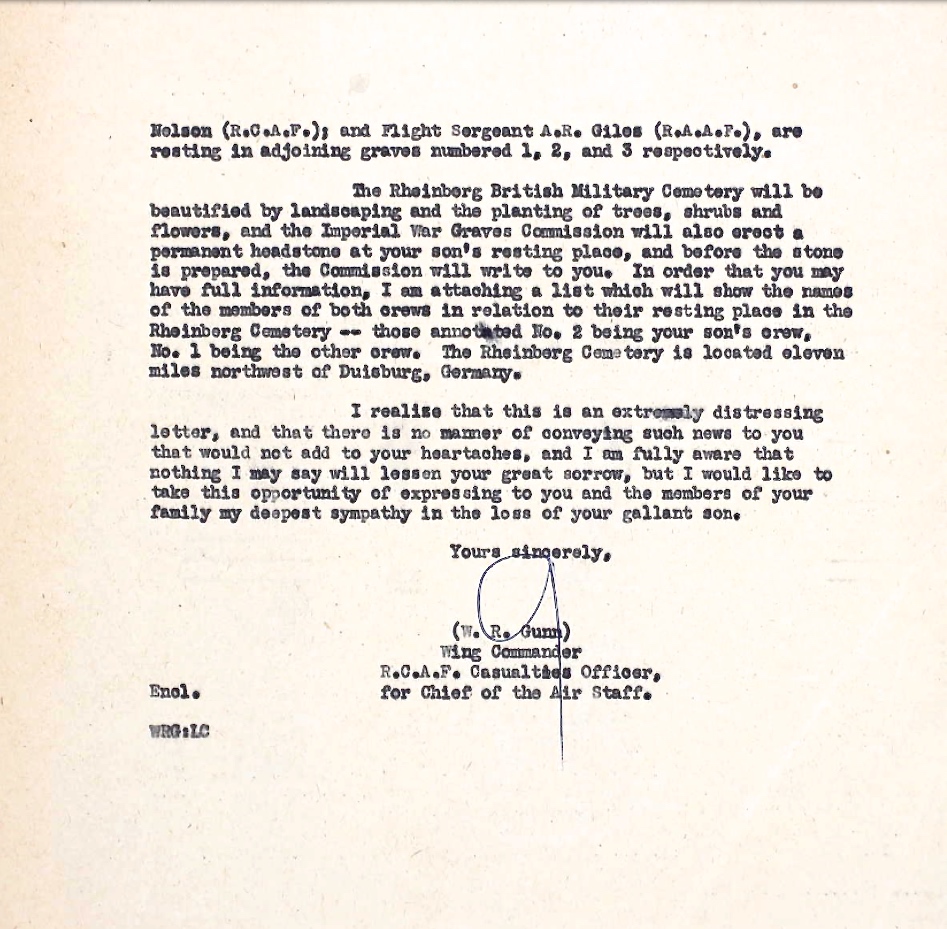 Nelson (R.C.A.F.); and Flight Sergeant A.R. Giles (R.A.A.F.), are
resting in adjoining graves numbered 1, 2, and 3 respectively.
The Rheinberg British Military Cemetery will be
beautified by landscaping and the planting of trees, shrubs and
flowers, and the Imperial War Graves Commission will also erect a
permanent headstone at your son's resting place, and before the stone
is prepared, the Commission will write to you. In order that you may
have full information, I am attaching a list which will show the names
of the members of both crews in relation to their resting place in the
Rheinberg Cemetery -- those annotated No. 2 being your son's crew,
No. 1 being the other crew. The Rheinberg Cemetery is located eleven
miles northwest of Duisburg, Germany.
I realize that this is an extremely distressing
letter, and that there is no manner of conveying such news to you
that would not add to your heartaches, and I am fully aware that
nothing I may say will lessen your great sorrow, but I would like to
take this opportunity of expressing to you and the members of your
family my deepest sympathy in the loss of your gallant son.
Yours sincerely,
(W. R. Gunn)
Wing Commander
R.C.A.F. Casualties Officer,
Encl. for Chief of the Air Staff.
WRG:LC